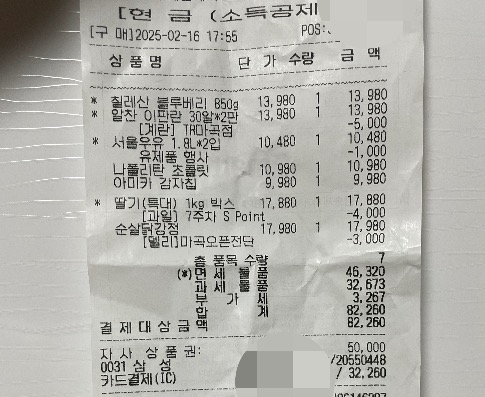 [현 금 (소득공제
[구 매]2025-02-16 17:55 POS:
상 품 명 단 가 수량 금 액
* 칠레산 블루베리 850g 13,980 1 13,980
* 알찬 이판란 30알*2판 13,980 1 13,980
[계란] TR마곡점 -5,000
* 서울우유 1.8L*2입 10,480 1 10,480
유제품 행사 -1,000
나폴리탄 초콜릿 10,980 1 10,980
아미카 감자칩 9,980 1 9,980
* 딸기(특대) 1kg 박스 17,880 1 17,880
[과일] 7주차 S Point -4,000
순살닭강정 17,980 1 17,980
[델리]마곡오픈전단 -3,000
총 품목 수량 7
(*)면 세 물 품 46,320
과 세 물 품 32,673
부 가 세 3,267
합 계 82,260
결 제 대 상 금 액 82,260
자 사 상 품 권: 50,000
0031 삼 성 /20550448
카드결제(IC) / 32,260